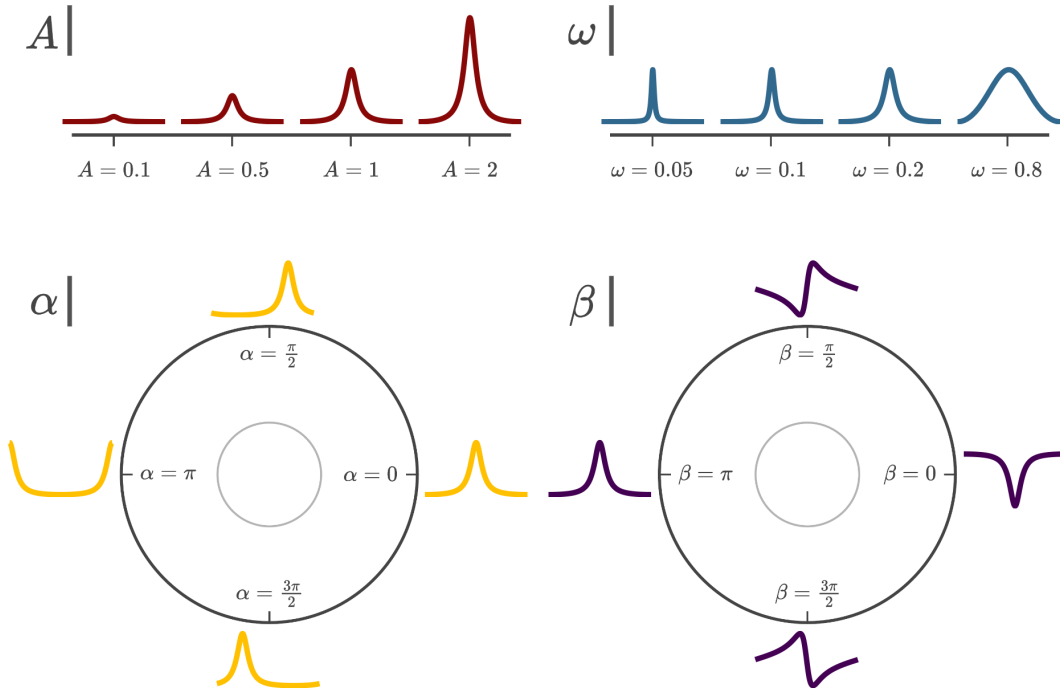 A|
ω|
A = 0.1 A = 0.5 A = 1 A = 2
ω = 0.05 ω = 0.1 ω = 0.2 ω = 0.8
α|
α = π/2
α = π
α = 0
α = 3π/2
β|
β = π/2
β = π
β = 0
β = 3π/2